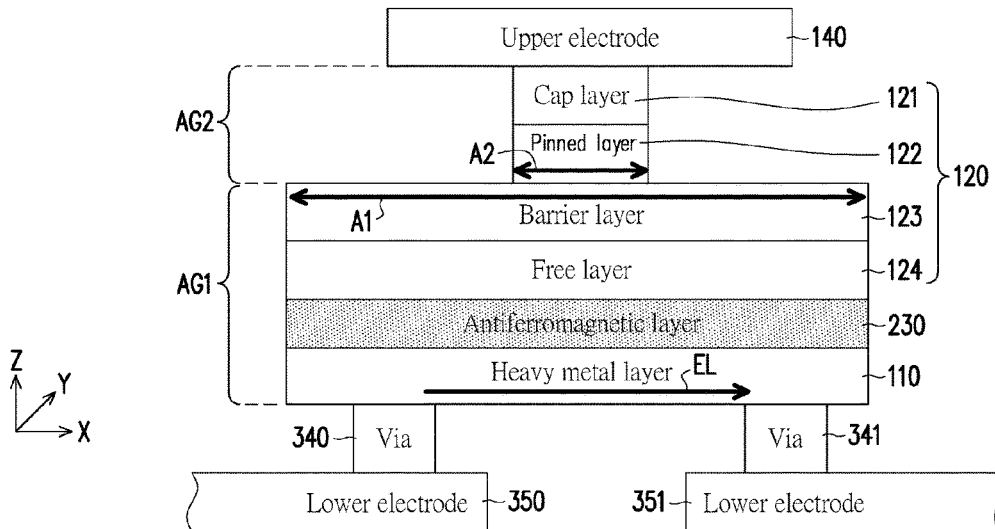 Upper electrode 140
Cap layer 121
AG2
Pinned layer 122
A2
120
A1
Barrier layer 123
Free layer 124
AG1
Antiferromagnetic layer 230
Heavy metal layer EL 110
Z
Y
X
340 Via
Via 341
Lower electrode 350
351 Lower electrode